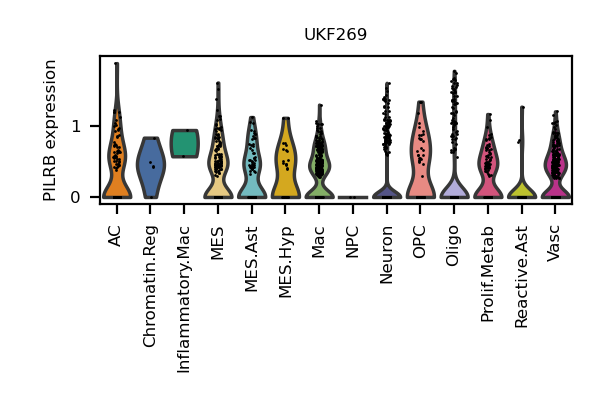 UKF269
PILRB expression
1
0
AC
Chromatin.Reg
Inflammatory.Mac
MES
MES.Ast
MES.Hyp
Mac
NPC
Neuron
OPC
Oligo
Prolif.Metab
Reactive.Ast
Vasc